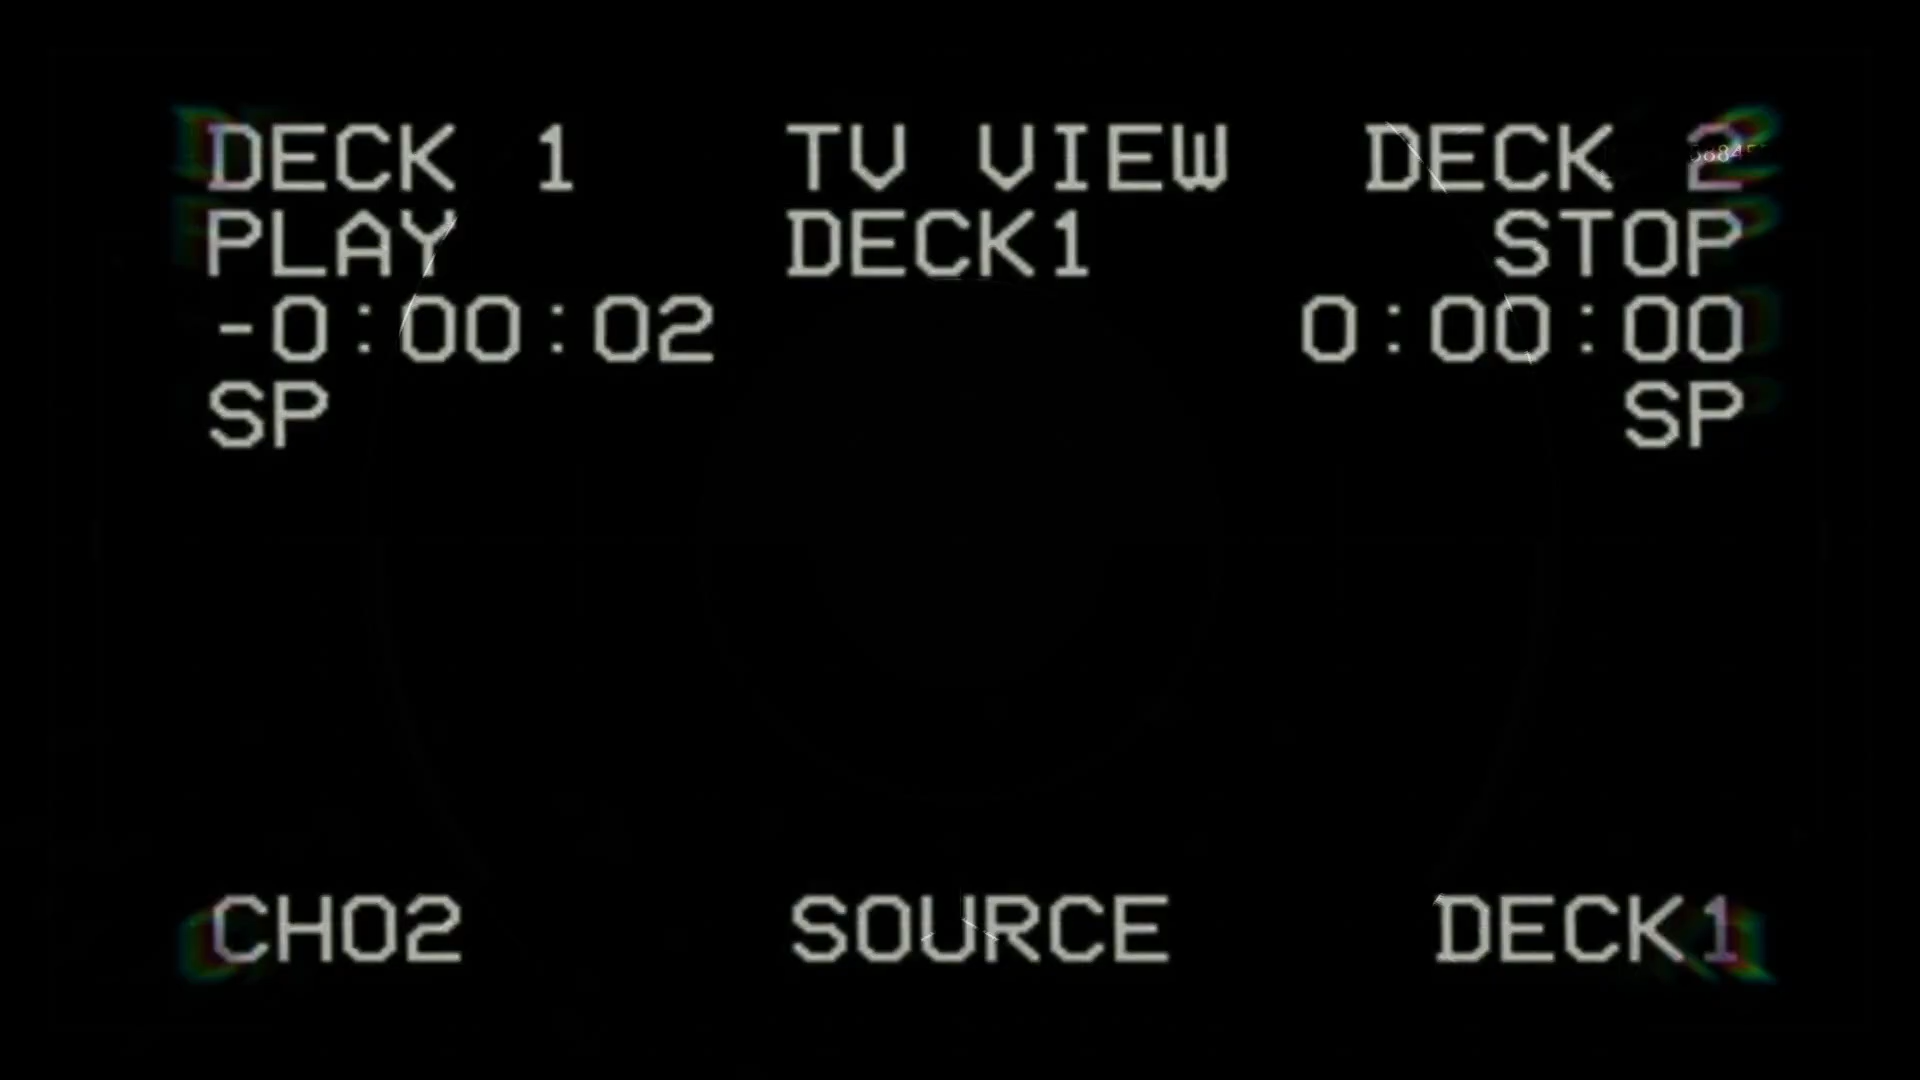 DECK 1 TV VIEW DECK 2
PLAY DECK1 STOP
-0:00:02 0:00:00
SP SP
CH02 SOURCE DECK1